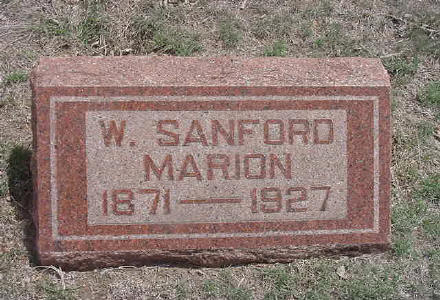 W. SANFORD
MARION
1871 — 1927